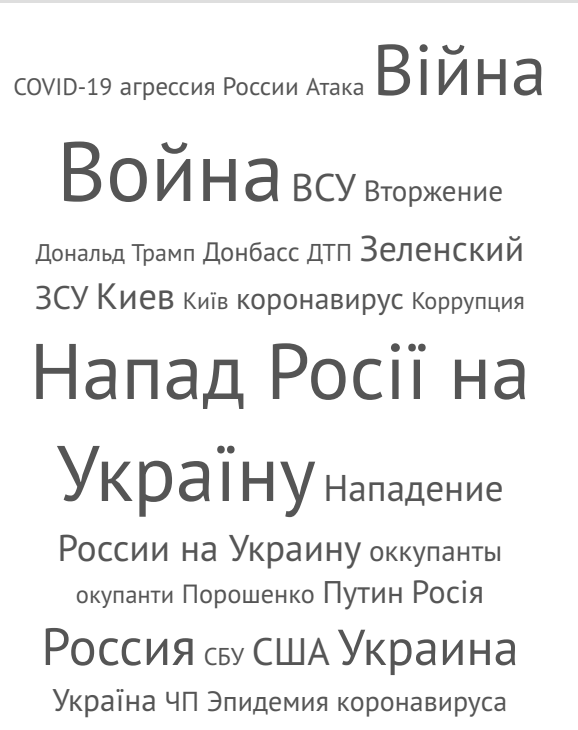 COVID-19 агрессия России Атака Війна
Война ВСУ Вторжение
Дональд Трамп Донбасс ДТП Зеленский
ЗСУ Киев Київ коронавирус Коррупция
Напад Росії на
Україну Нападение
России на Украину оккупанты
окупанти Порошенко Путин Росія
Россия СБУ США Украина
Україна ЧП Эпидемия коронавируса